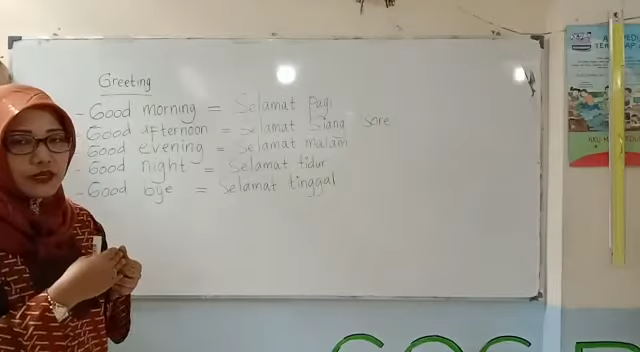 Greeting
- Good morning = Selamat pagi
- Good afternoon = Selamat Siang sore
- Good evening = Selamat malam
- Good night = Selamat tidur
- Good bye = Selamat tinggal